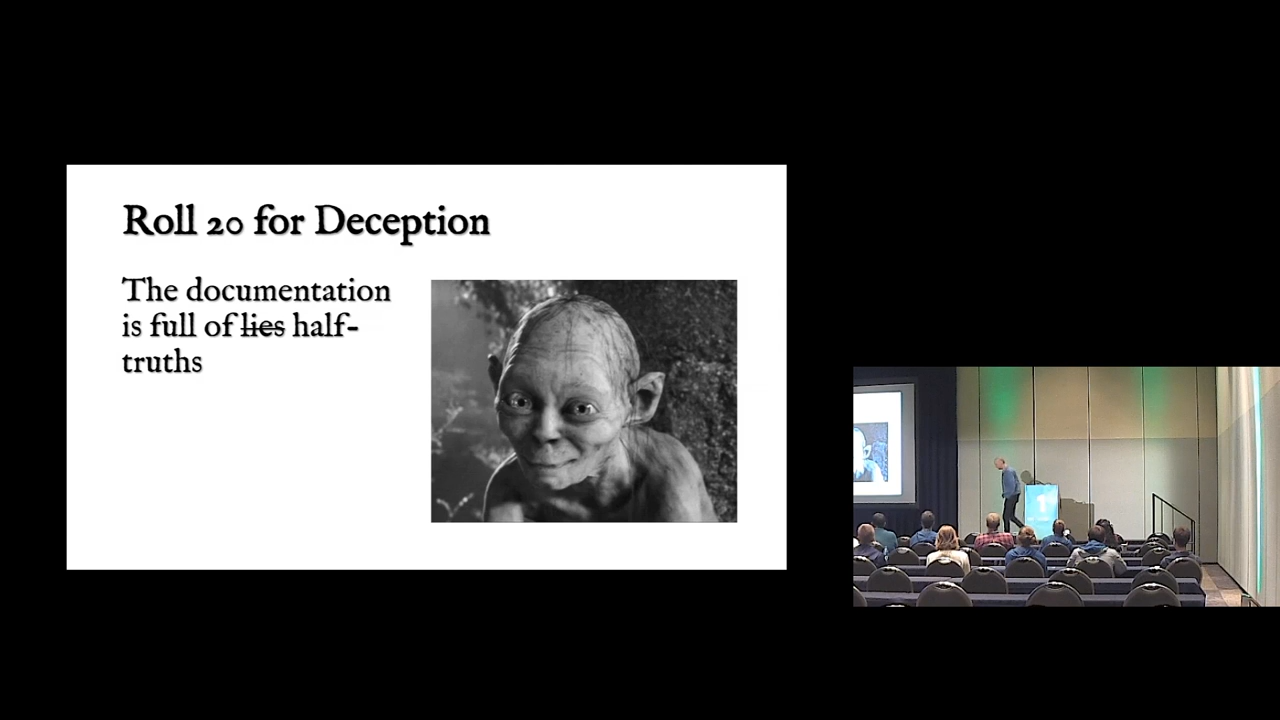 Roll 20 for Deception
The documentation
is full of lies half-
truths